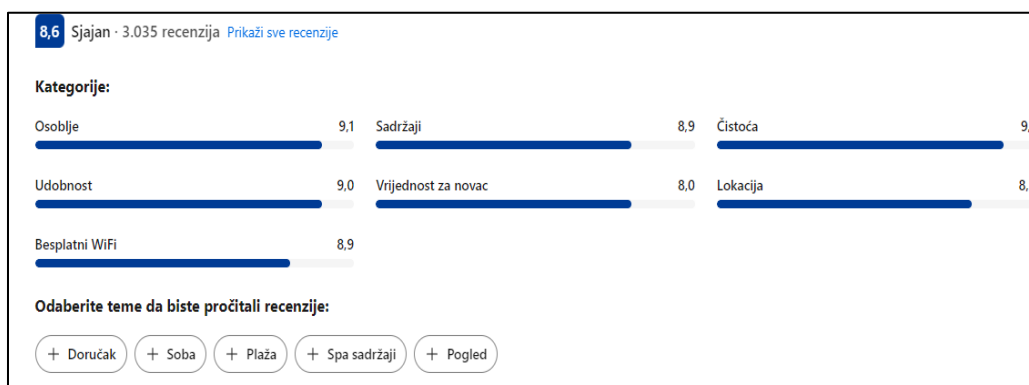 8,6 Sjajan · 3.035 recenzija Prikaži sve recenzije
Kategorije:
Osoblje 9,1 Sadržaji 8,9 Čistoća 9,
Udobnost 9,0 Vrijednost za novac 8,0 Lokacija 8,
Besplatni WiFi 8,9
Odaberite teme da biste pročitali recenzije:
+ Doručak + Soba + Plaža + Spa sadržaji + Pogled